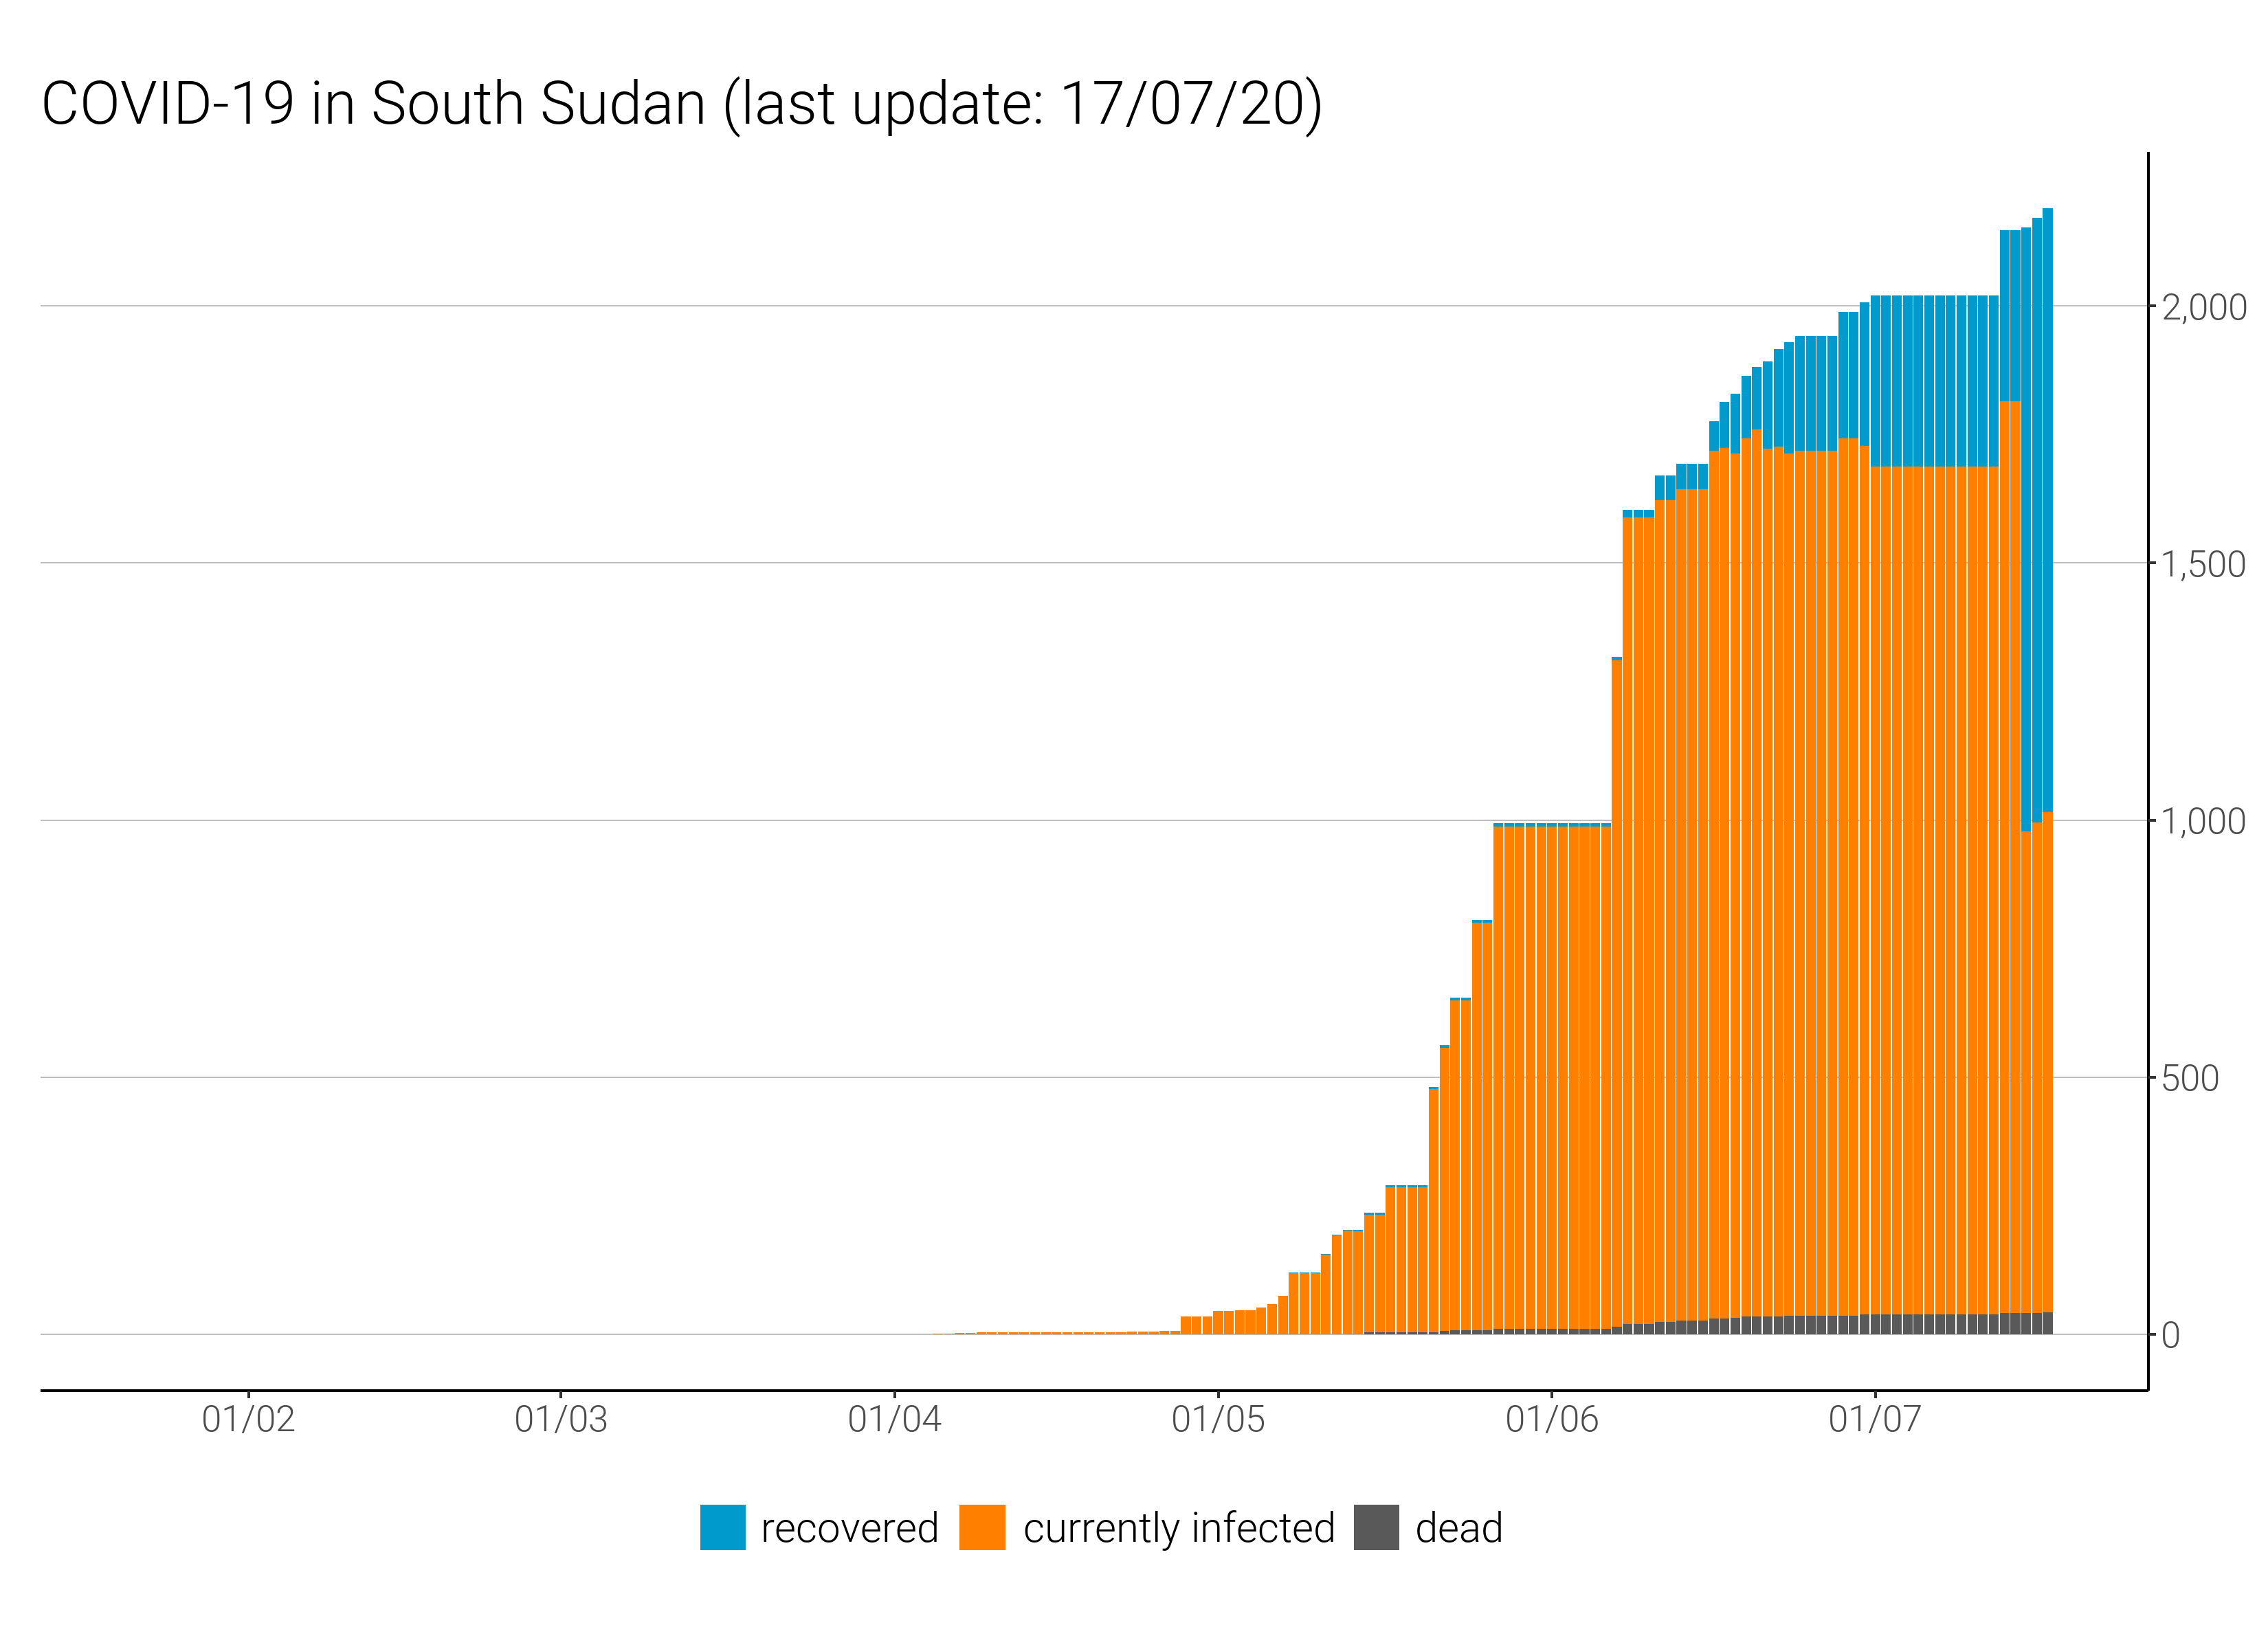 COVID-19 in South Sudan (last update: 17/07/20)
2,000
1,500
1,000
500
0
01/02 01/03 01/04 01/05 01/06 01/07
recovered currently infected dead